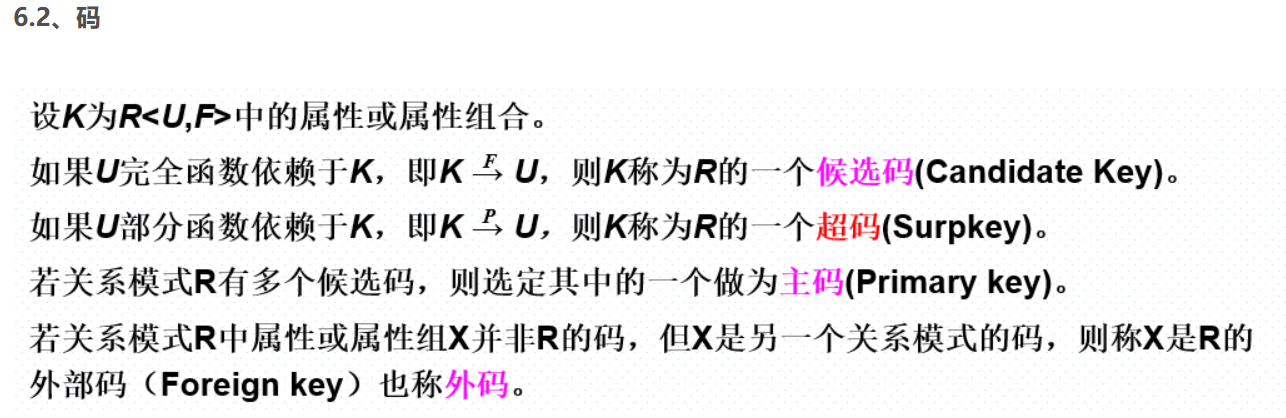 6.2、码
设K为R<U,F>中的属性或属性组合。
如果U完全函数依赖于K，即K F→ U，则K称为R的一个候选码(Candidate Key)。
如果U部分函数依赖于K，即K P→ U，则K称为R的一个超码(Surpkey)。
若关系模式R有多个候选码，则选定其中的一个做为主码(Primary key)。
若关系模式R中属性或属性组X并非R的码，但X是另一个关系模式的码，则称X是R的
外部码（Foreign key）也称外码。